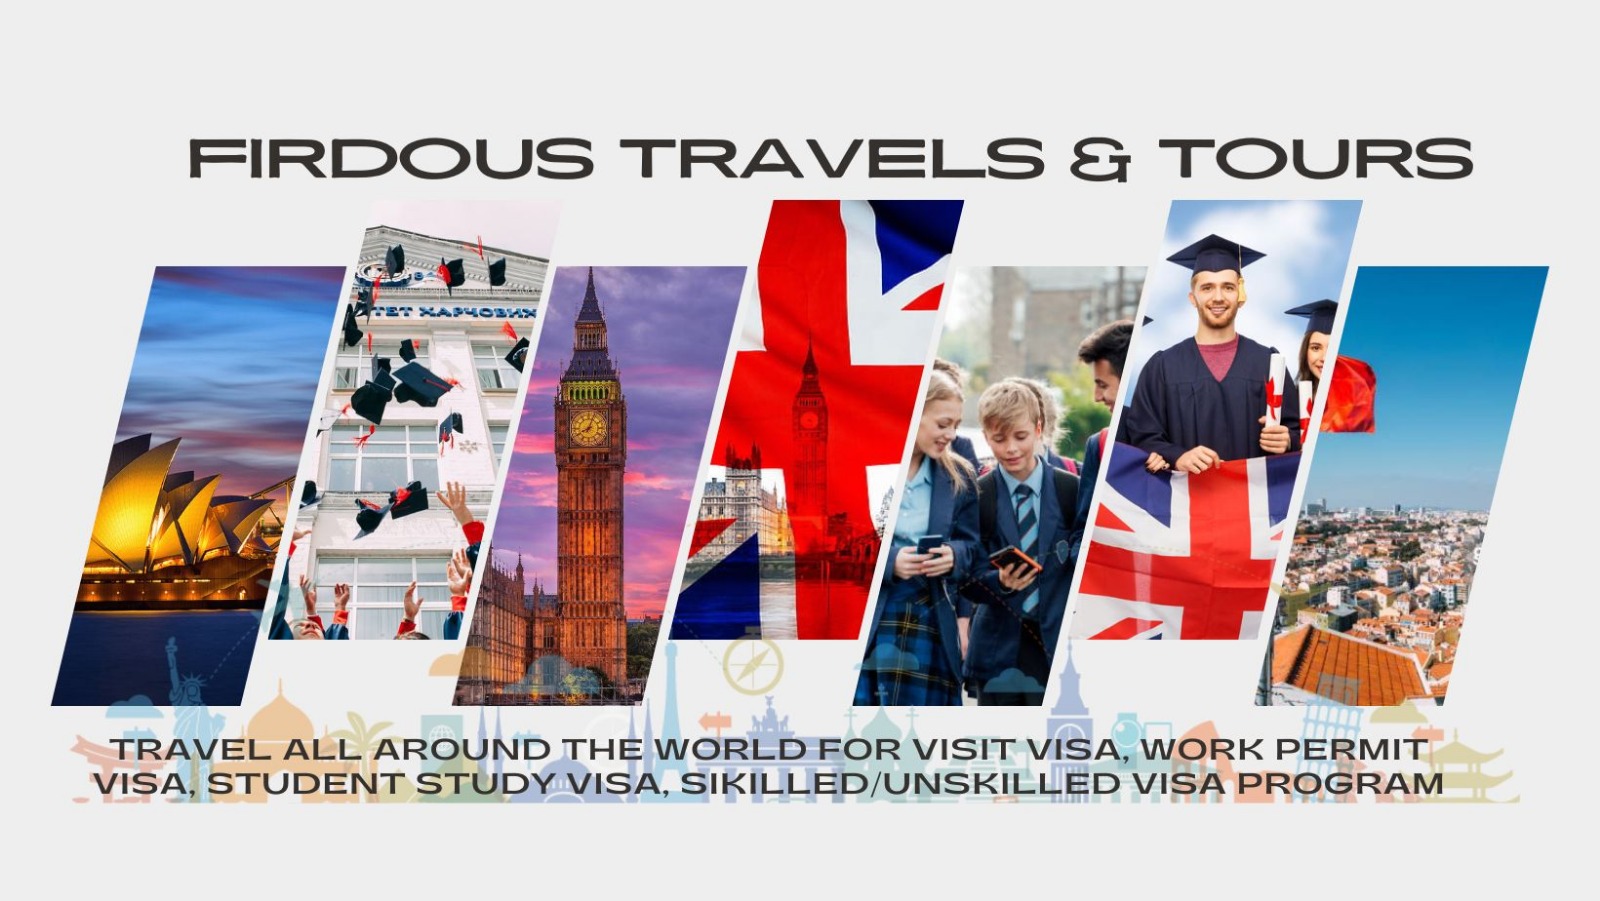 FIRDOUS TRAVELS & TOURS
ТЕТ ХАРЧОВИХ
TRAVEL ALL AROUND THE WORLD FOR VISIT VISA, WORK PERMIT
VISA, STUDENT STUDY VISA, SIKILLED/UNSKILLED VISA PROGRAM